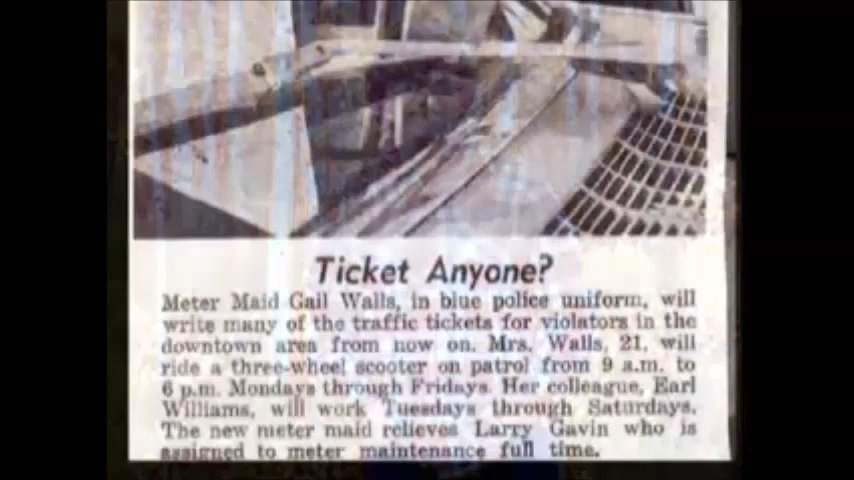 Ticket Anyone?
Meter Maid Gail Walls, in blue police uniform, will
write many of the traffic tickets for violators in the
downtown area from now on. Mrs. Walls, 21, will
ride a three-wheel scooter on patrol from 9 a.m. to
6 p.m. Mondays through Fridays. Her colleague, Earl
Williams, will work Tuesdays through Saturdays.
The new meter maid relieves Larry Gavin who is
assigned to meter maintenance full time.